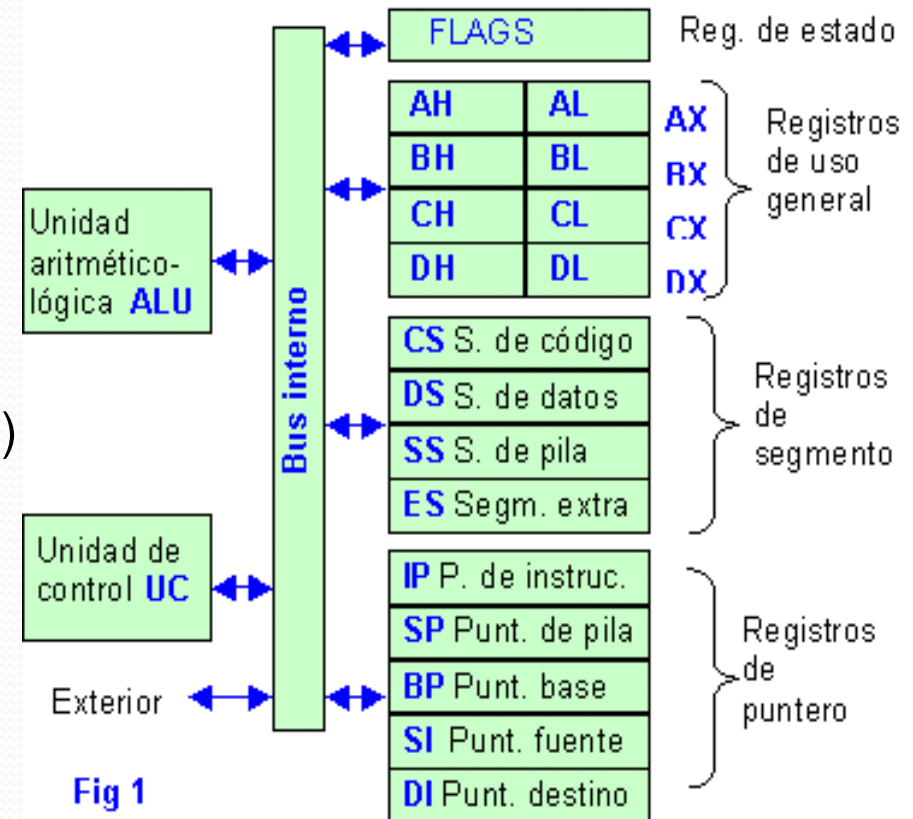 FLAGS
Reg. de estado
AH AL AX
BH BL BX
CH CL CX
DH DL DX
Registros
de uso
general
Unidad
aritmético-
lógica ALU
Bus interno
)
CS S. de código
DS S. de datos
SS S. de pila
ES Segm. extra
Registros
de
segmento
Unidad de
control UC
Exterior
IP P. de instruc.
SP Punt. de pila
BP Punt. base
SI Punt. fuente
DI Punt. destino
Registros
de
puntero
Fig 1